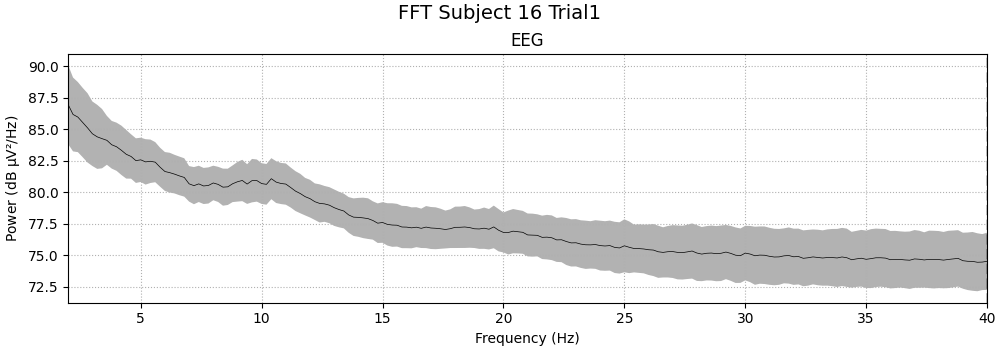 FFT Subject 16 Trial1
EEG
90.0
87.5
85.0
82.5
80.0
77.5
75.0
72.5
Power (dB µV²/Hz)
5 10 15 20 25 30 35 40
Frequency (Hz)